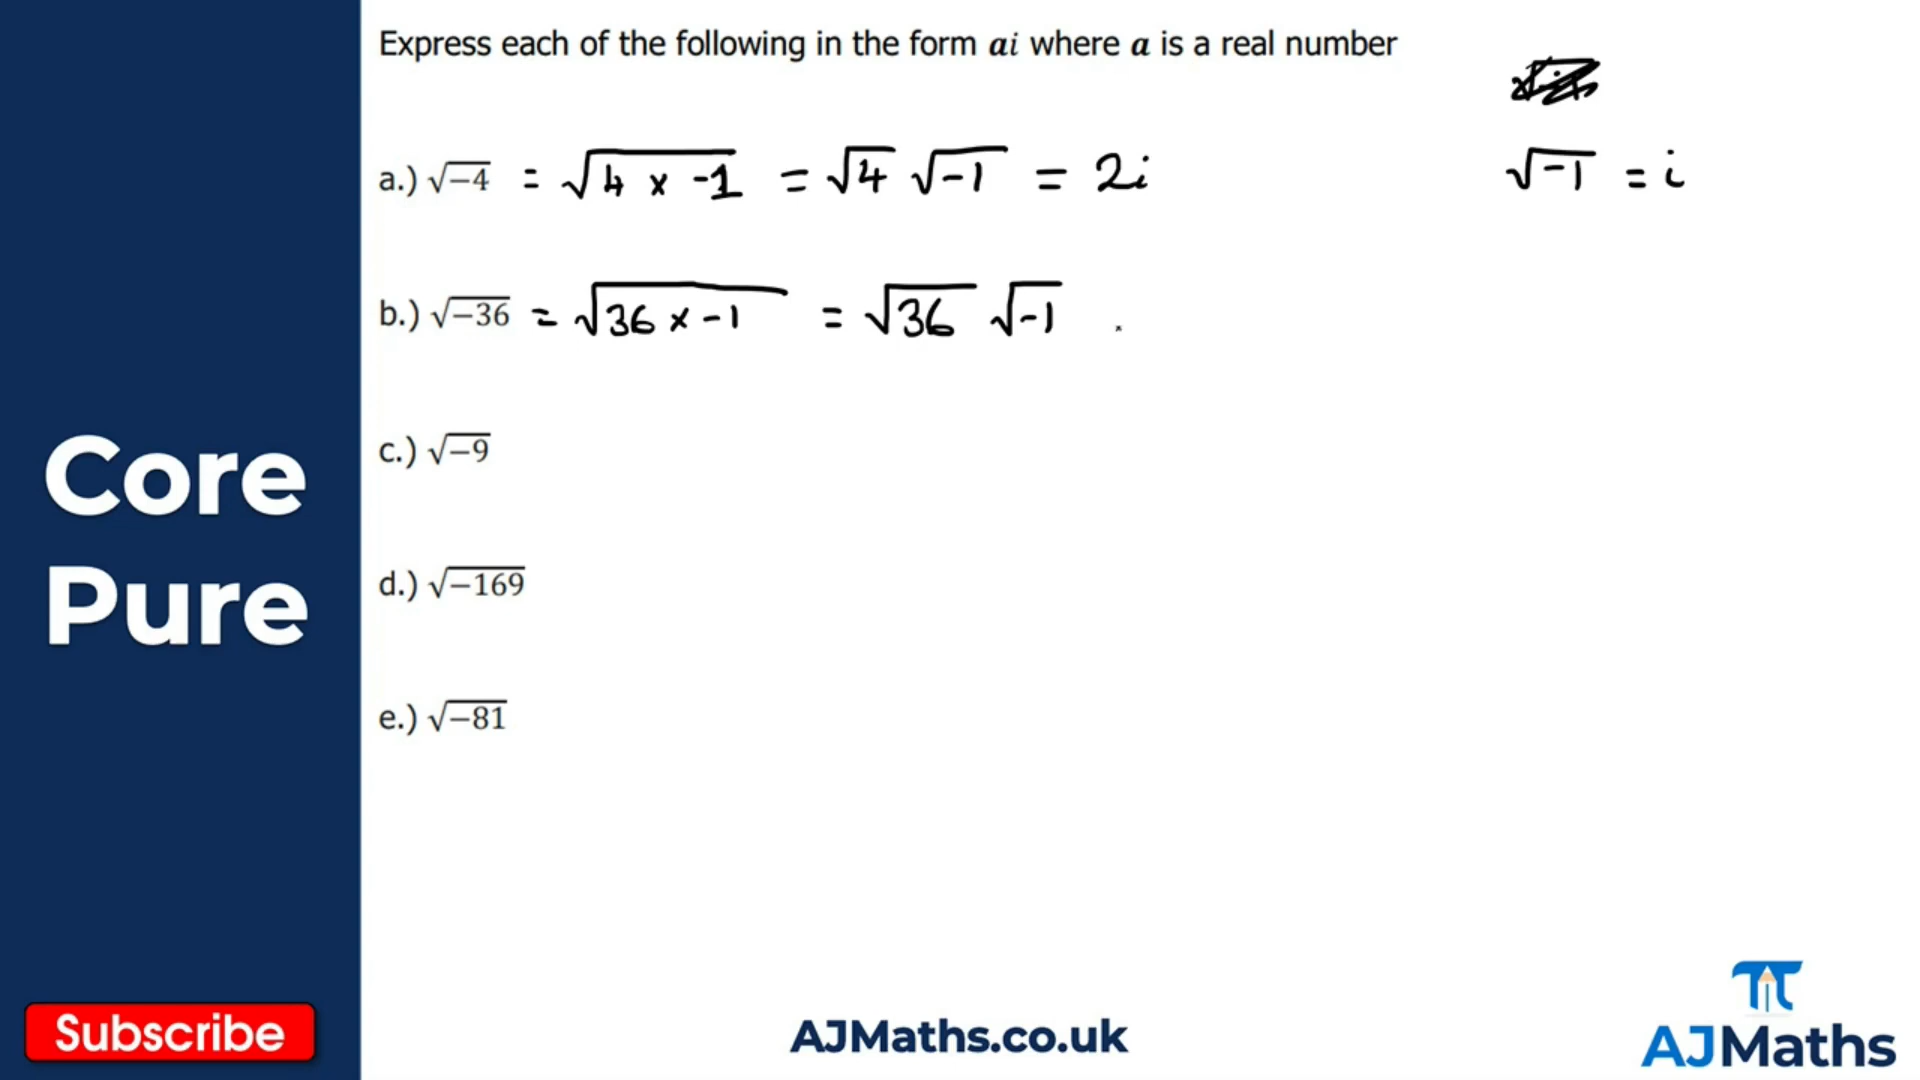 Express each of the following in the form ai where a is a real number
a.) √−4 = √4 × -1 = √4 √-1 = 2i
√-1 = i
b.) √−36 = √36 × -1 = √36 √-1
c.) √−9
d.) √−169
e.) √−81
Core
Pure
Subscribe
AJMaths.co.uk
AJMaths